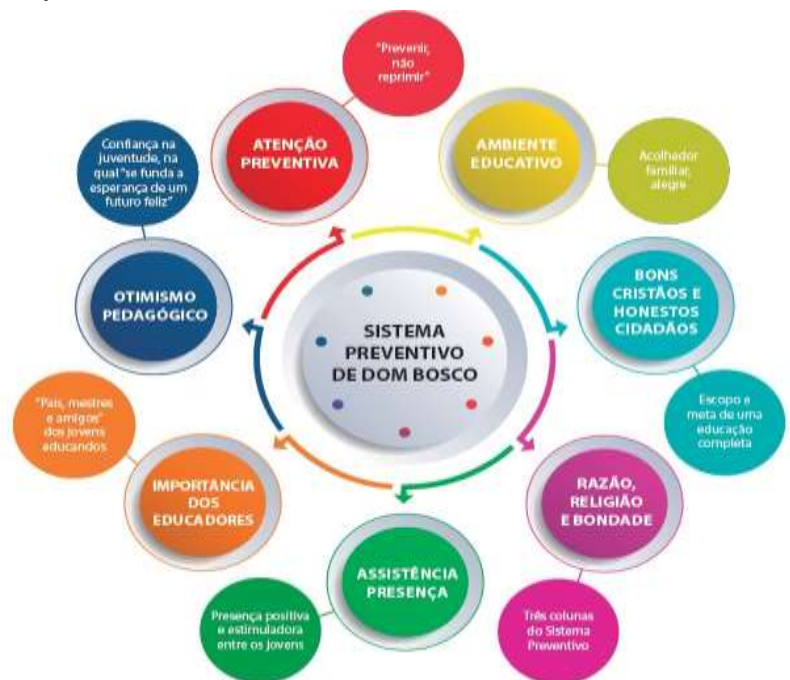 "Prevenir,
não
reprimir"
ATENÇÃO
PREVENTIVA
AMBIENTE
EDUCATIVO
Acolhedor
familiar,
alegre
Confiança na
juventude, na
qual "se funda a
esperança de um
futuro feliz"
OTIMISMO
PEDAGÓGICO
SISTEMA
PREVENTIVO
DE DOM BOSCO
BONS
CRISTÃOS E
HONESTOS
CIDADÃOS
Escopo e
meta de uma
educação
completa
"Pais, mestres
e amigos"
dos jovens
educandos
IMPORTÂNCIA
DOS
EDUCADORES
RAZÃO,
RELIGIÃO
E BONDADE
Três colunas
do Sistema
Preventivo
ASSISTÊNCIA
PRESENÇA
Presença positiva
e estimuladora
entre os jovens